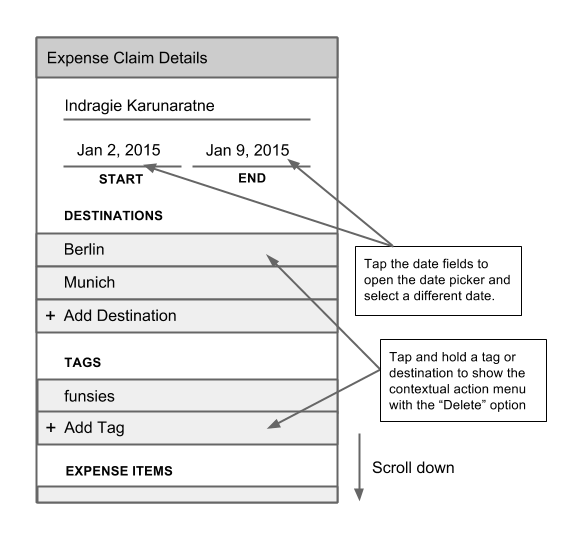 Expense Claim Details
Indragie Karunaratne
Jan 2, 2015 Jan 9, 2015
START END
DESTINATIONS
Berlin
Munich
+ Add Destination
TAGS
funsies
+ Add Tag
EXPENSE ITEMS
Tap the date fields to
open the date picker and
select a different date.
Tap and hold a tag or
destination to show the
contextual action menu
with the “Delete” option
Scroll down